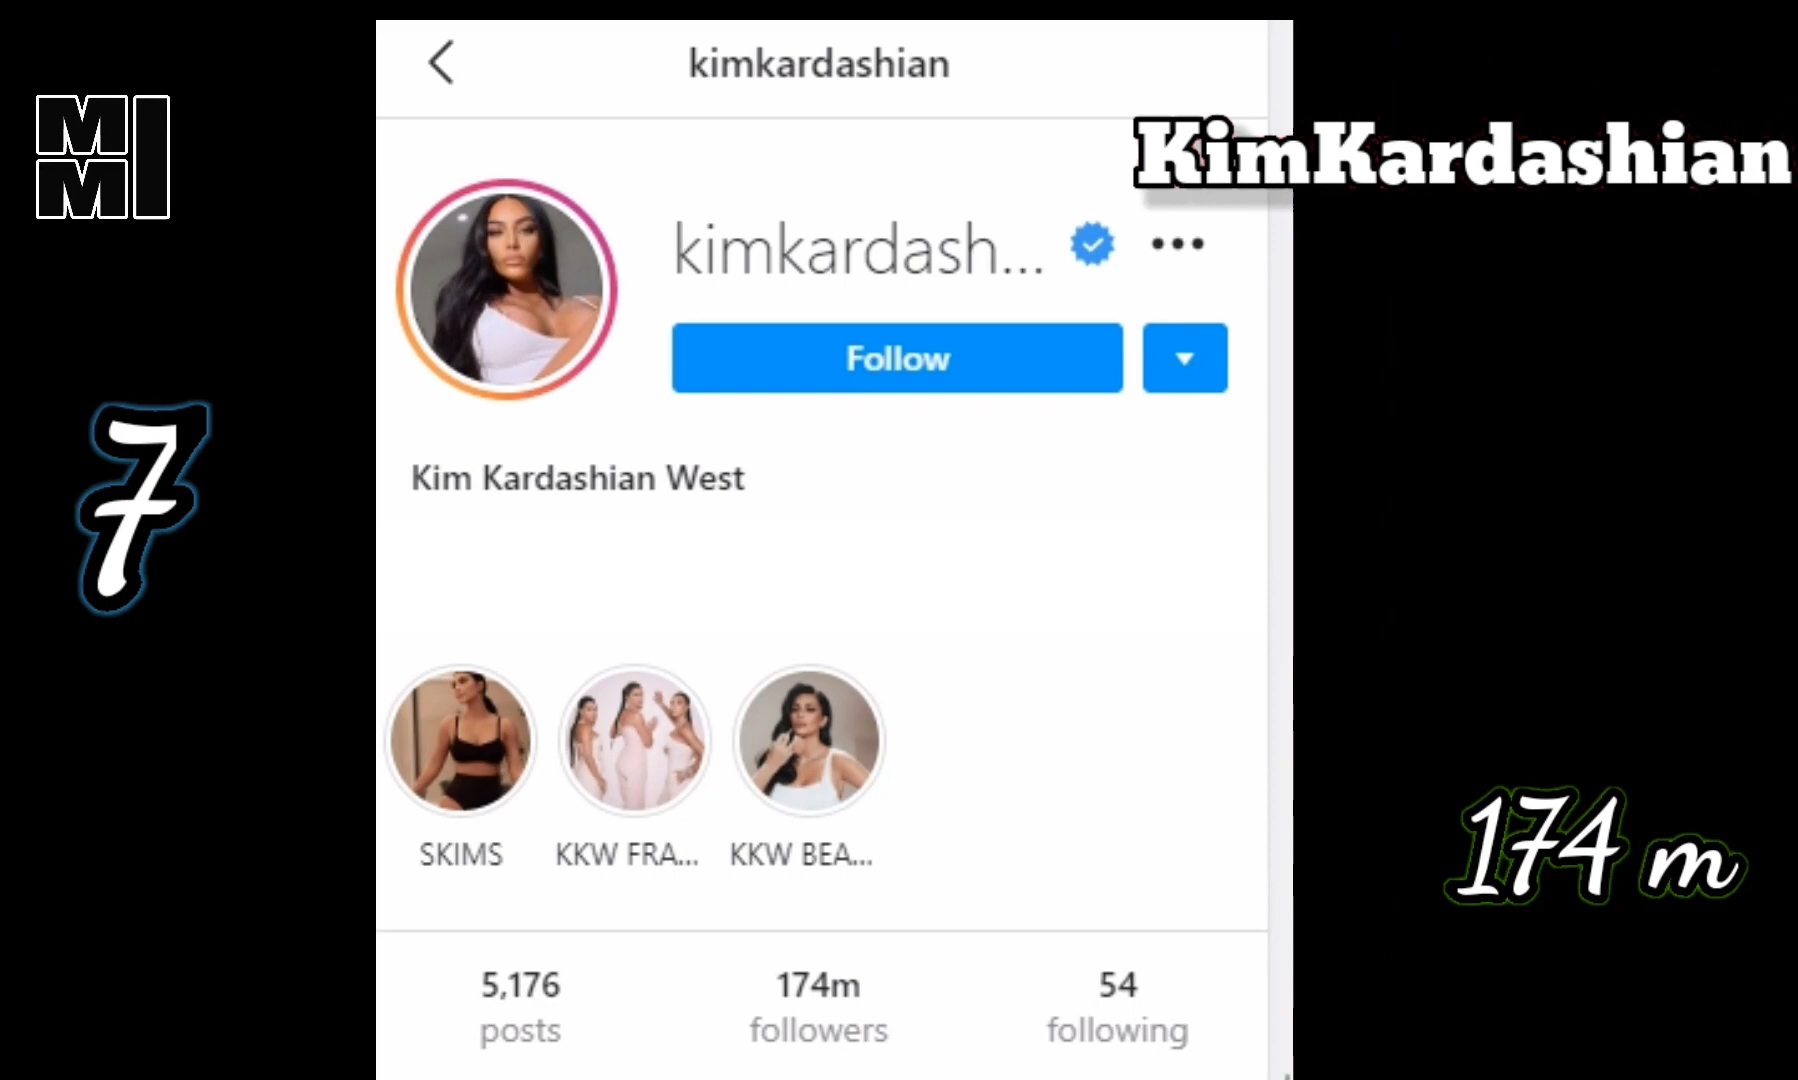 kimkardashian
KimKardashian
MI
M
kimkardash...
Follow
7
Kim Kardashian West
SKIMS
KKW FRA...
KKW BEA...
174 m
5,176
174m
54
posts
followers
following